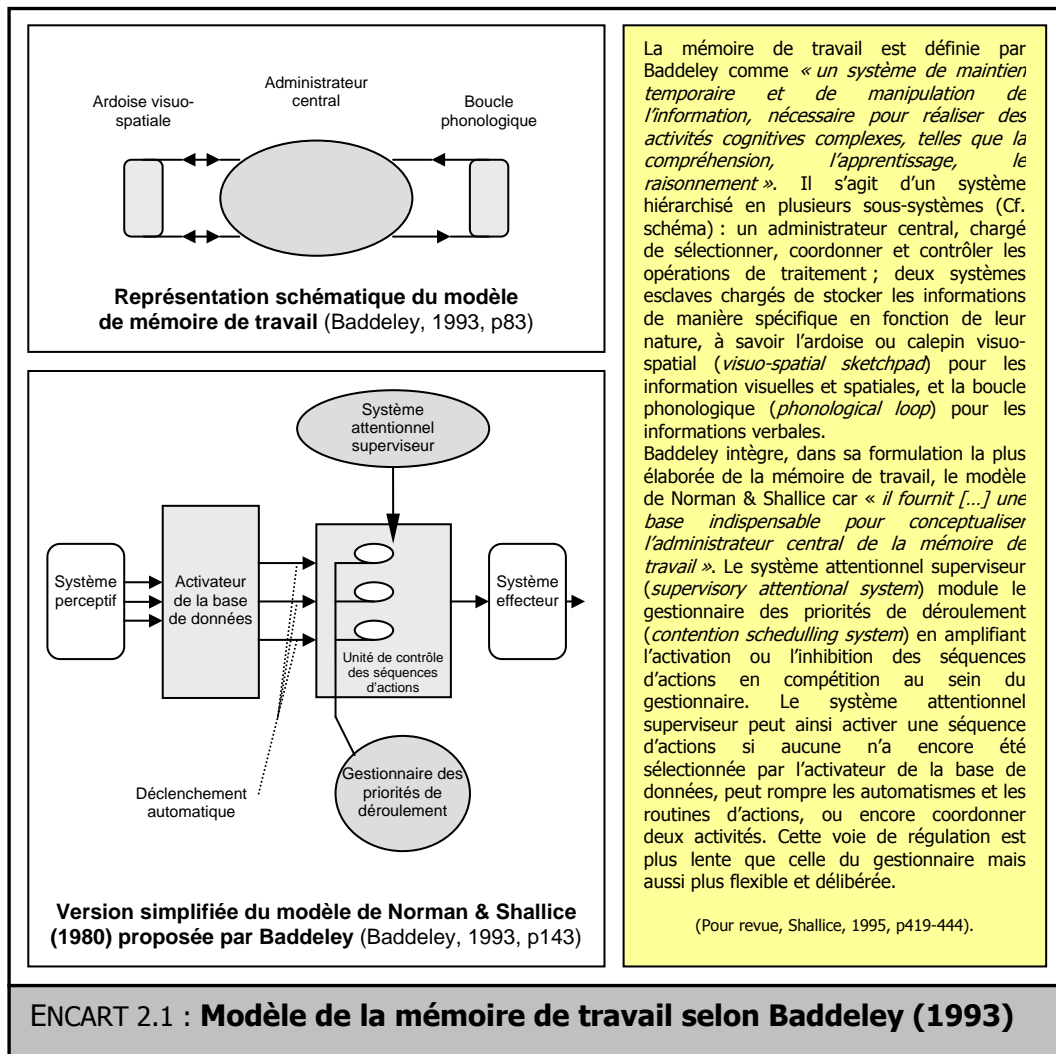 Ardoise visuo-
spatiale
Administrateur
central
Boucle
phonologique
Représentation schématique du modèle
de mémoire de travail (Baddeley, 1993, p83)
Système
attentionnel
superviseur
Système
perceptif
Activateur
de la base
de données
Unité de contrôle
des séquences
d'actions
Système
effecteur
Déclenchement
automatique
Gestionnaire des
priorités de
déroulement
Version simplifiée du modèle de Norman & Shallice
(1980) proposée par Baddeley (Baddeley, 1993, p143)
La mémoire de travail est définie par
Baddeley comme « un système de maintien
temporaire et de manipulation de
l'information, nécessaire pour réaliser des
activités cognitives complexes, telles que la
compréhension, l'apprentissage, le
raisonnement ». Il s'agit d'un système
hiérarchisé en plusieurs sous-systèmes (Cf.
schéma) : un administrateur central, chargé
de sélectionner, coordonner et contrôler les
opérations de traitement ; deux systèmes
esclaves chargés de stocker les informations
de manière spécifique en fonction de leur
nature, à savoir l'ardoise ou calepin visuo-
spatial (visuo-spatial sketchpad) pour les
information visuelles et spatiales, et la boucle
phonologique (phonological loop) pour les
informations verbales.
Baddeley intègre, dans sa formulation la plus
élaborée de la mémoire de travail, le modèle
de Norman & Shallice car « il fournit [...] une
base indispensable pour conceptualiser
l'administrateur central de la mémoire de
travail ». Le système attentionnel superviseur
(supervisory attentional system) module le
gestionnaire des priorités de déroulement
(contention schedulling system) en amplifiant
l'activation ou l'inhibition des séquences
d'actions en compétition au sein du
gestionnaire. Le système attentionnel
superviseur peut ainsi activer une séquence
d'actions si aucune n'a encore été
sélectionnée par l'activateur de la base de
données, peut rompre les automatismes et les
routines d'actions, ou encore coordonner
deux activités. Cette voie de régulation est
plus lente que celle du gestionnaire mais
aussi plus flexible et délibérée.
(Pour revue, Shallice, 1995, p419-444).
ENCART 2.1 : Modèle de la mémoire de travail selon Baddeley (1993)